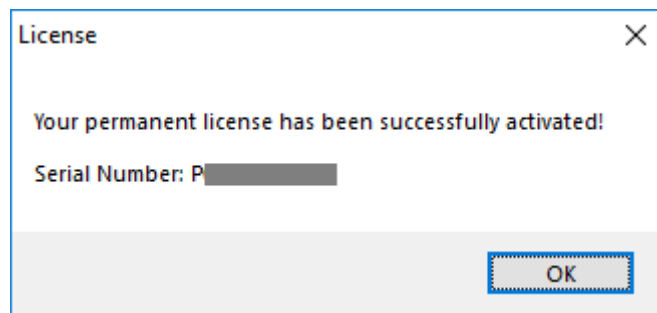 License
Your permanent license has been successfully activated!
Serial Number: P
OK